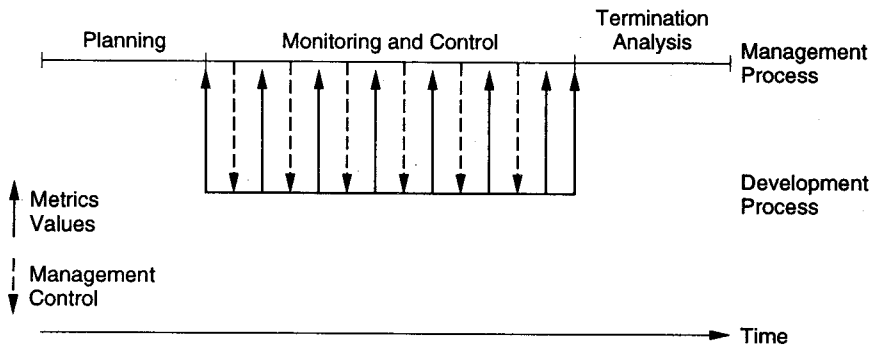 Planning
Monitoring and Control
Termination
Analysis
Management
Process
Development
Process
Metrics
Values
Management
Control
Time